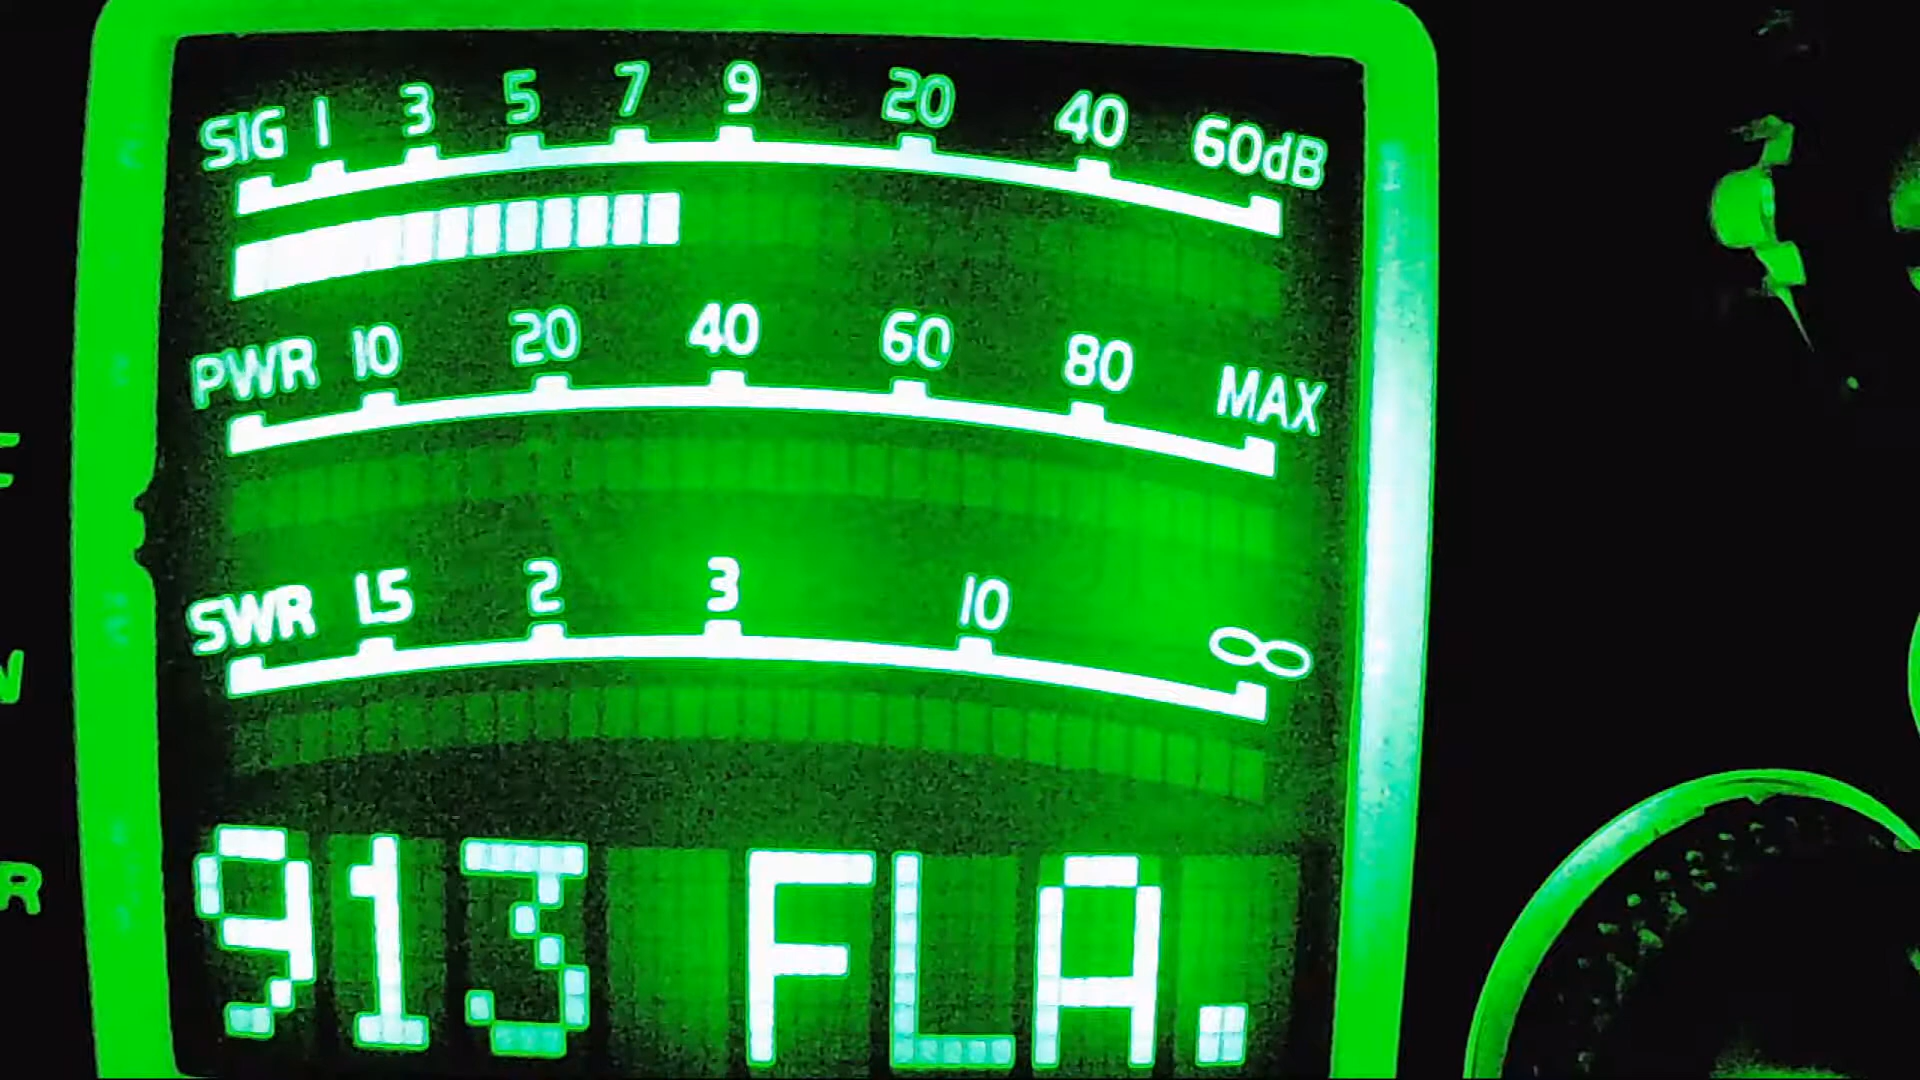 SIG 1 3 5 7 9 20 40 60dB
PWR 10 20 40 60 80 MAX
SWR 1.5 2 3 10 ∞
913 FLA.
R